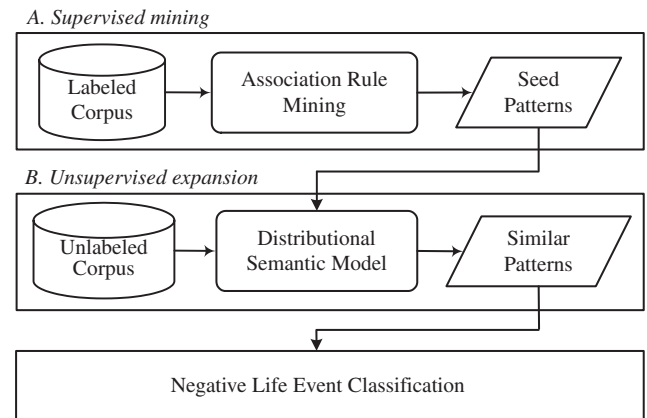 A. Supervised mining
Labeled
Corpus
Association Rule
Mining
Seed
Patterns
B. Unsupervised expansion
Unlabeled
Corpus
Distributional
Semantic Model
Similar
Patterns
Negative Life Event Classification